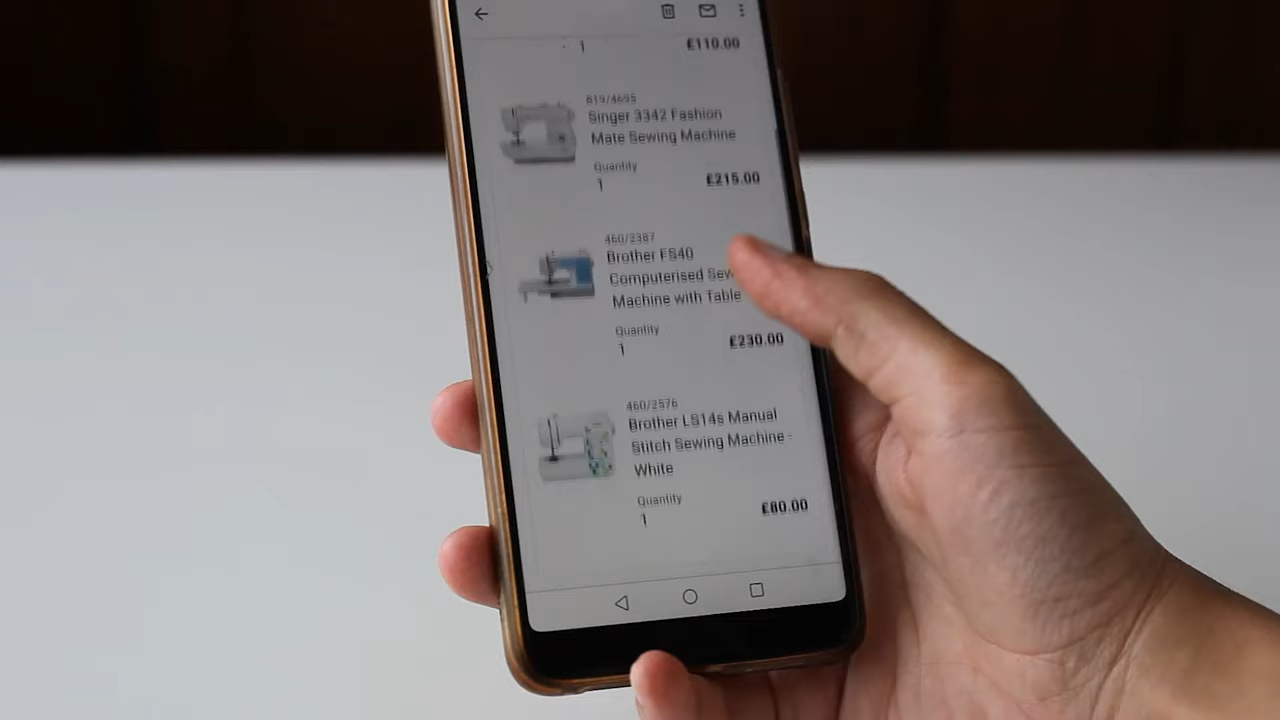 1
£110.00
819/4695
Singer 3342 Fashion
Mate Sewing Machine
Quantity
1
£215.00
460/2387
Brother FS40
Computerised Sew
Machine with Table
Quantity
1
£230.00
460/2576
Brother LS14s Manual
Stitch Sewing Machine -
White
Quantity
1
£80.00